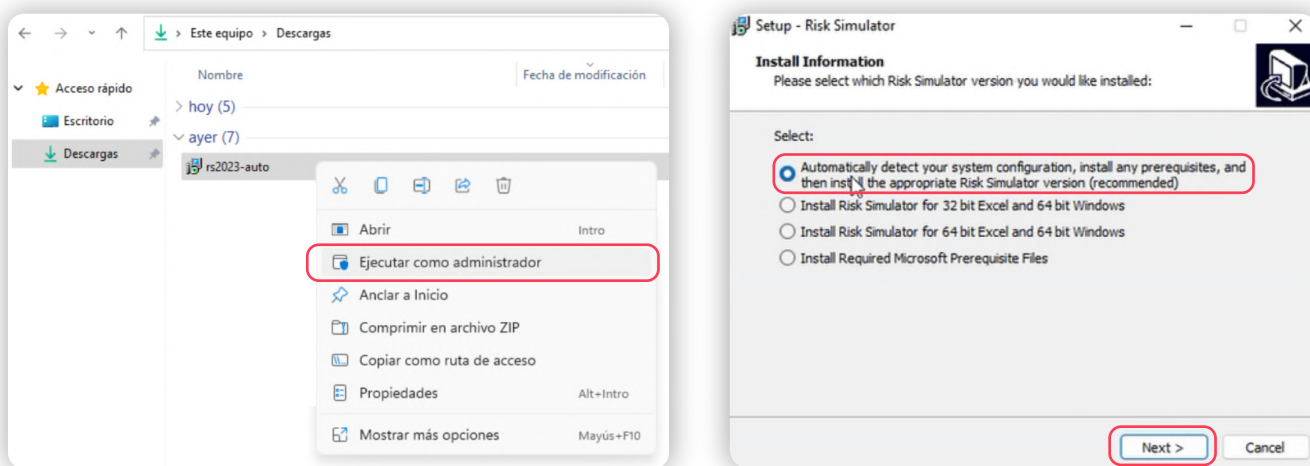 Este equipo > Descargas
Nombre
Fecha de modificación
Acceso rápido
hoy (5)
Escritorio
ayer (7)
Descargas
rs2023-auto
Abrir Intro
Ejecutar como administrador
Anclar a Inicio
Comprimir en archivo ZIP
Copiar como ruta de acceso
Propiedades Alt+Intro
Mostrar más opciones Mayús+F10
Setup - Risk Simulator
Install Information
Please select which Risk Simulator version you would like installed:
Select:
Automatically detect your system configuration, install any prerequisites, and
then install the appropriate Risk Simulator version (recommended)
Install Risk Simulator for 32 bit Excel and 64 bit Windows
Install Risk Simulator for 64 bit Excel and 64 bit Windows
Install Required Microsoft Prerequisite Files
Next >
Cancel